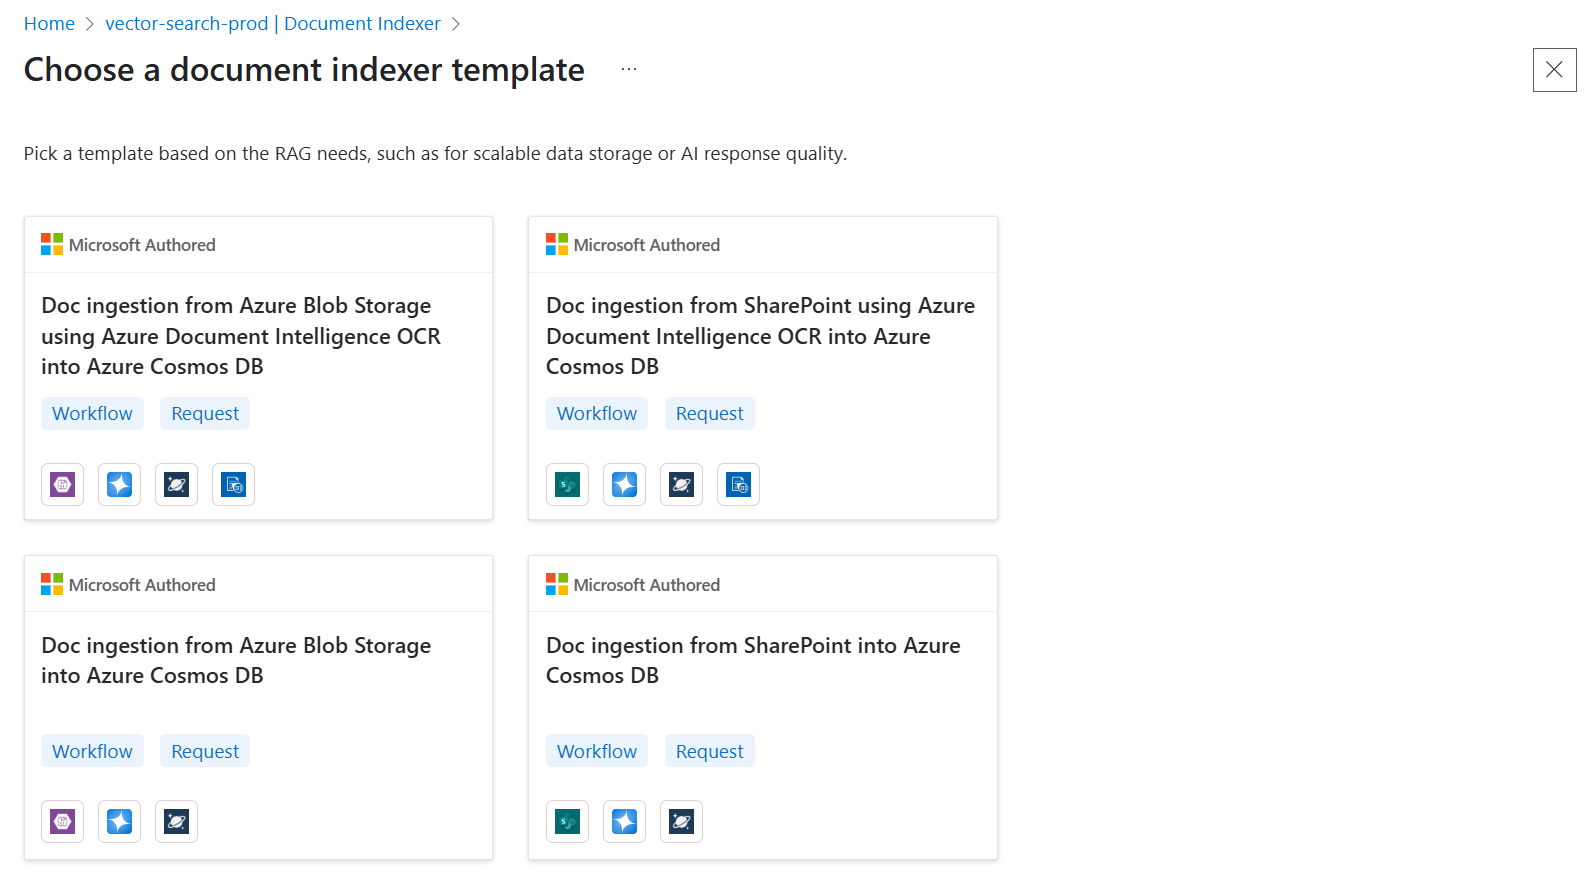 Home > vector-search-prod | Document Indexer >
Choose a document indexer template ...
Pick a template based on the RAG needs, such as for scalable data storage or AI response quality.
Microsoft Authored
Doc ingestion from Azure Blob Storage
using Azure Document Intelligence OCR
into Azure Cosmos DB
Workflow Request
Microsoft Authored
Doc ingestion from SharePoint using Azure
Document Intelligence OCR into Azure
Cosmos DB
Workflow Request
Microsoft Authored
Doc ingestion from Azure Blob Storage
into Azure Cosmos DB
Workflow Request
Microsoft Authored
Doc ingestion from SharePoint into Azure
Cosmos DB
Workflow Request